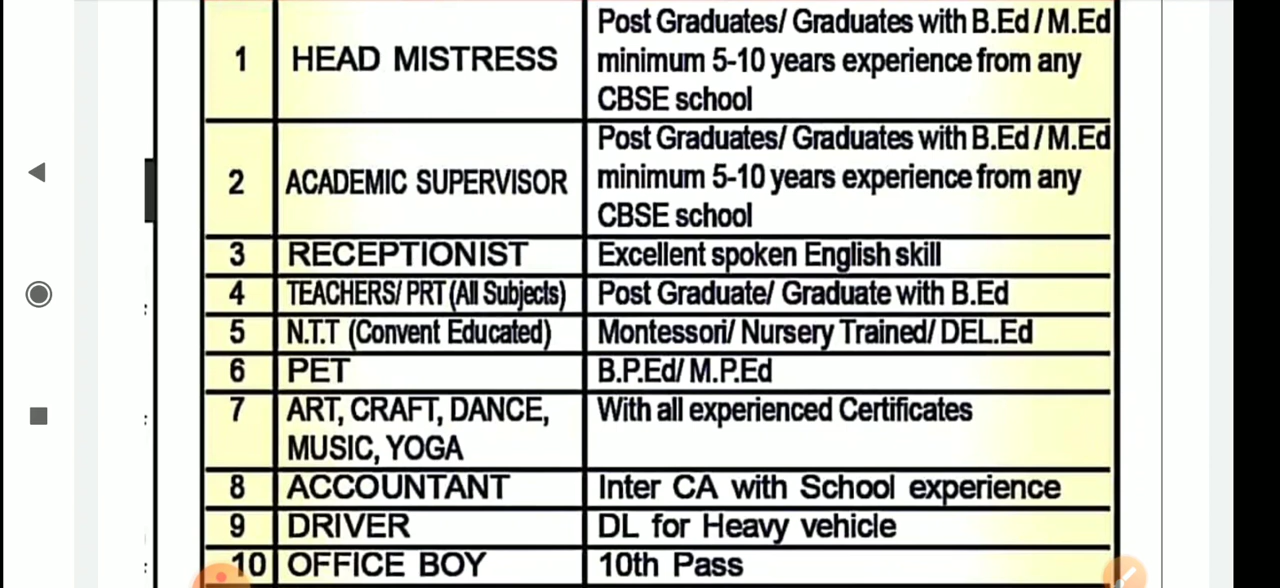 1 HEAD MISTRESS Post Graduates/ Graduates with B.Ed / M.Ed
minimum 5-10 years experience from any
CBSE school
2 ACADEMIC SUPERVISOR Post Graduates/ Graduates with B.Ed / M.Ed
minimum 5-10 years experience from any
CBSE school
3 RECEPTIONIST Excellent spoken English skill
4 TEACHERS/ PRT (All Subjects) Post Graduate/ Graduate with B.Ed
5 N.T.T (Convent Educated) Montessori/ Nursery Trained/ DEL.Ed
6 PET B.P.Ed/ M.P.Ed
7 ART, CRAFT, DANCE, With all experienced Certificates
MUSIC, YOGA
8 ACCOUNTANT Inter CA with School experience
9 DRIVER DL for Heavy vehicle
10 OFFICE BOY 10th Pass